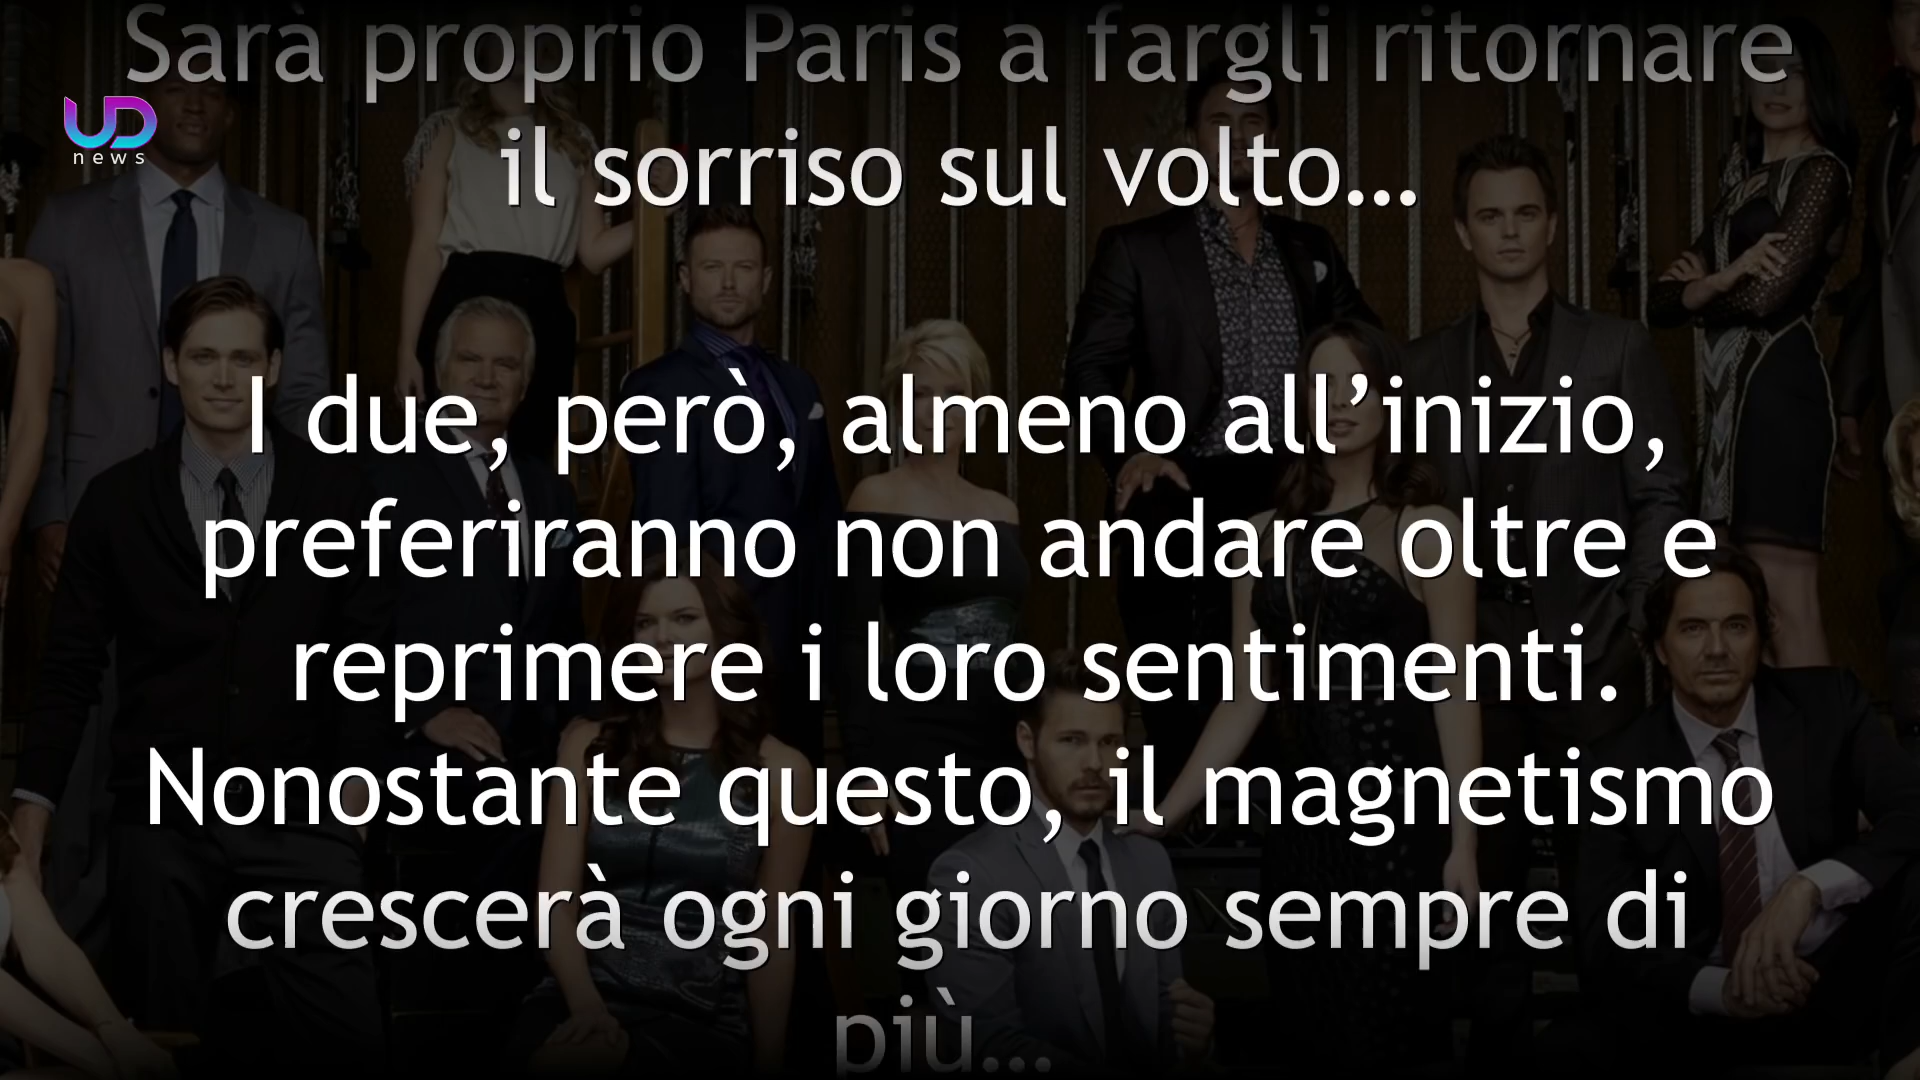 Sarà proprio Paris a fargli ritornare
UD
news
il sorriso sul volto…
I due, però, almeno all’inizio,
preferiranno non andare oltre e
reprimere i loro sentimenti.
Nonostante questo, il magnetismo
crescerà ogni giorno sempre di
più…